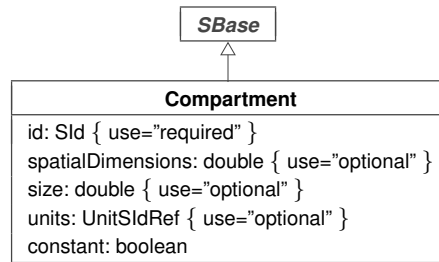 SBase
Compartment
id: SId { use=”required” }
spatialDimensions: double { use=”optional” }
size: double { use=”optional” }
units: UnitSIdRef { use=”optional” }
constant: boolean